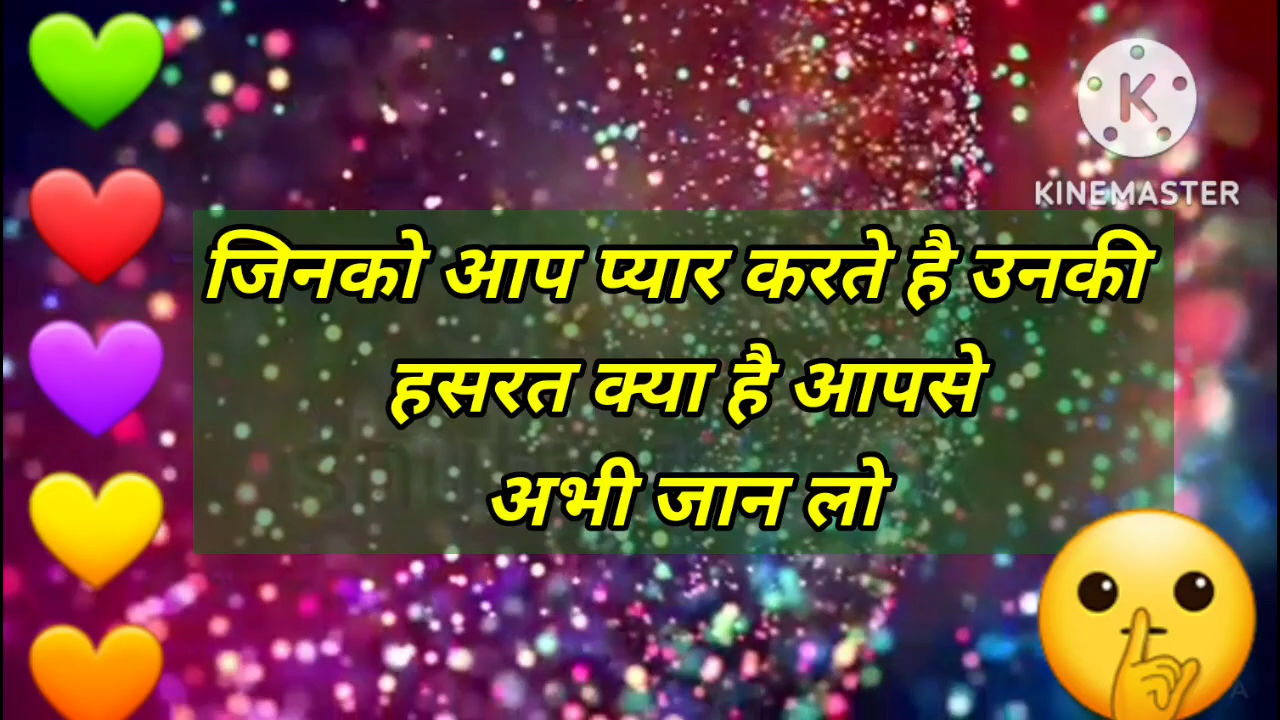 K
KINEMASTER
जिनको आप प्यार करते है उनकी
हसरत क्या है आपसे
अभी जान लो